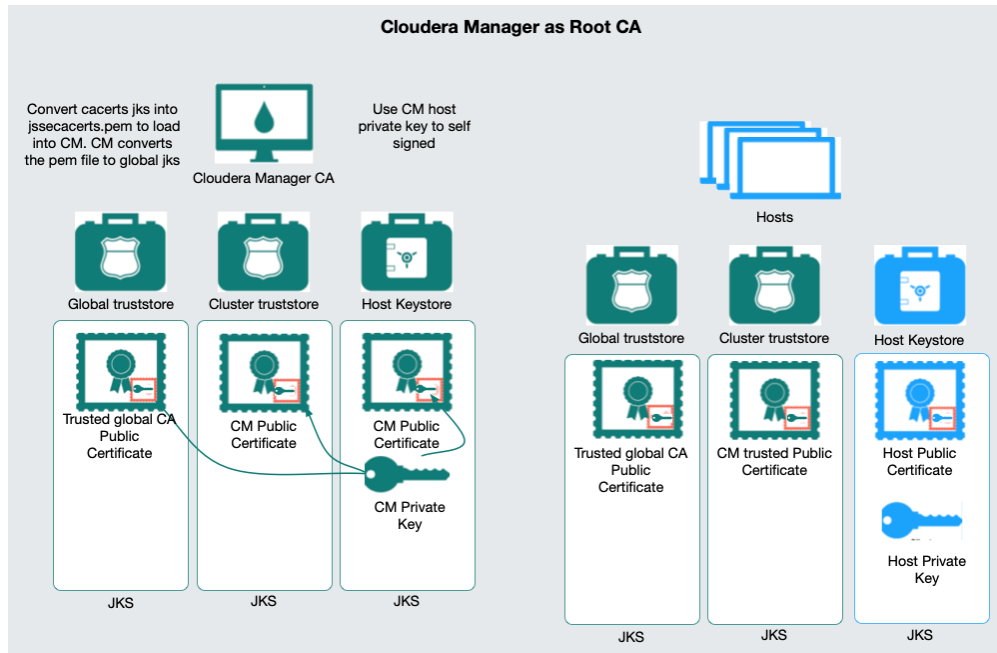 Cloudera Manager as Root CA
Convert cacerts jks into
jssecacerts.pem to load
into CM. CM converts
the pem file to global jks
Use CM host
private key to self
signed
Cloudera Manager CA
Hosts
Global truststore
Cluster truststore
Host Keystore
Trusted global CA
Public
Certificate
CM Public
Certificate
CM Public
Certificate
CM Private
Key
JKS
JKS
JKS
Global truststore
Cluster truststore
Host Keystore
Trusted global CA
Public
Certificate
CM trusted Public
Certificate
Host Public
Certificate
Host Private
Key
JKS
JKS
JKS